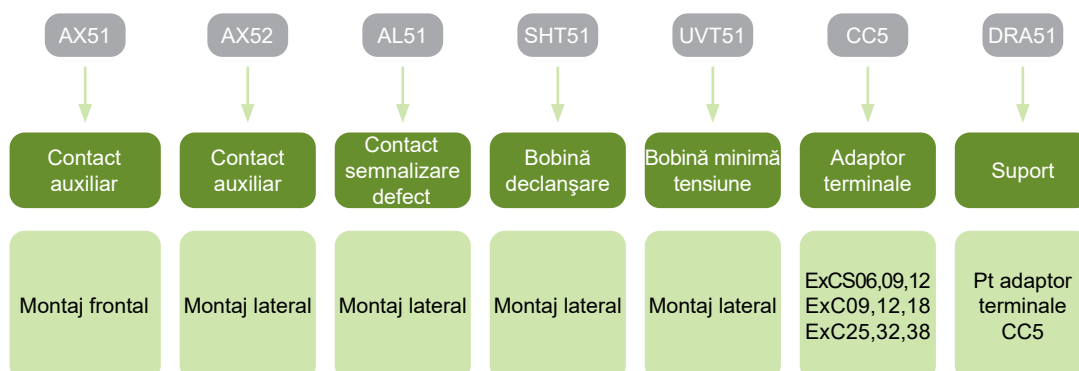 AX51
AX52
AL51
SHT51
UVT51
CC5
DRA51
Contact
auxiliar
Contact
auxiliar
Contact
semnalizare
defect
Bobină
declanşare
Bobină minimă
tensiune
Adaptor
terminale
Suport
Montaj frontal
Montaj lateral
Montaj lateral
Montaj lateral
Montaj lateral
ExCS06,09,12
ExC09,12,18
ExC25,32,38
Pt adaptor
terminale
CC5